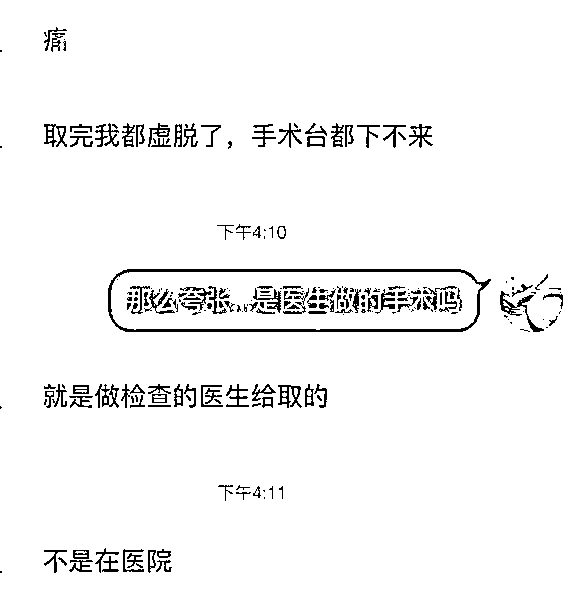 痛
取完我都虚脱了，手术台都下不来
下午4:10
那么夸张...是医生做的手术吗
就是做检查的医生给取的
下午4:11
不是在医院